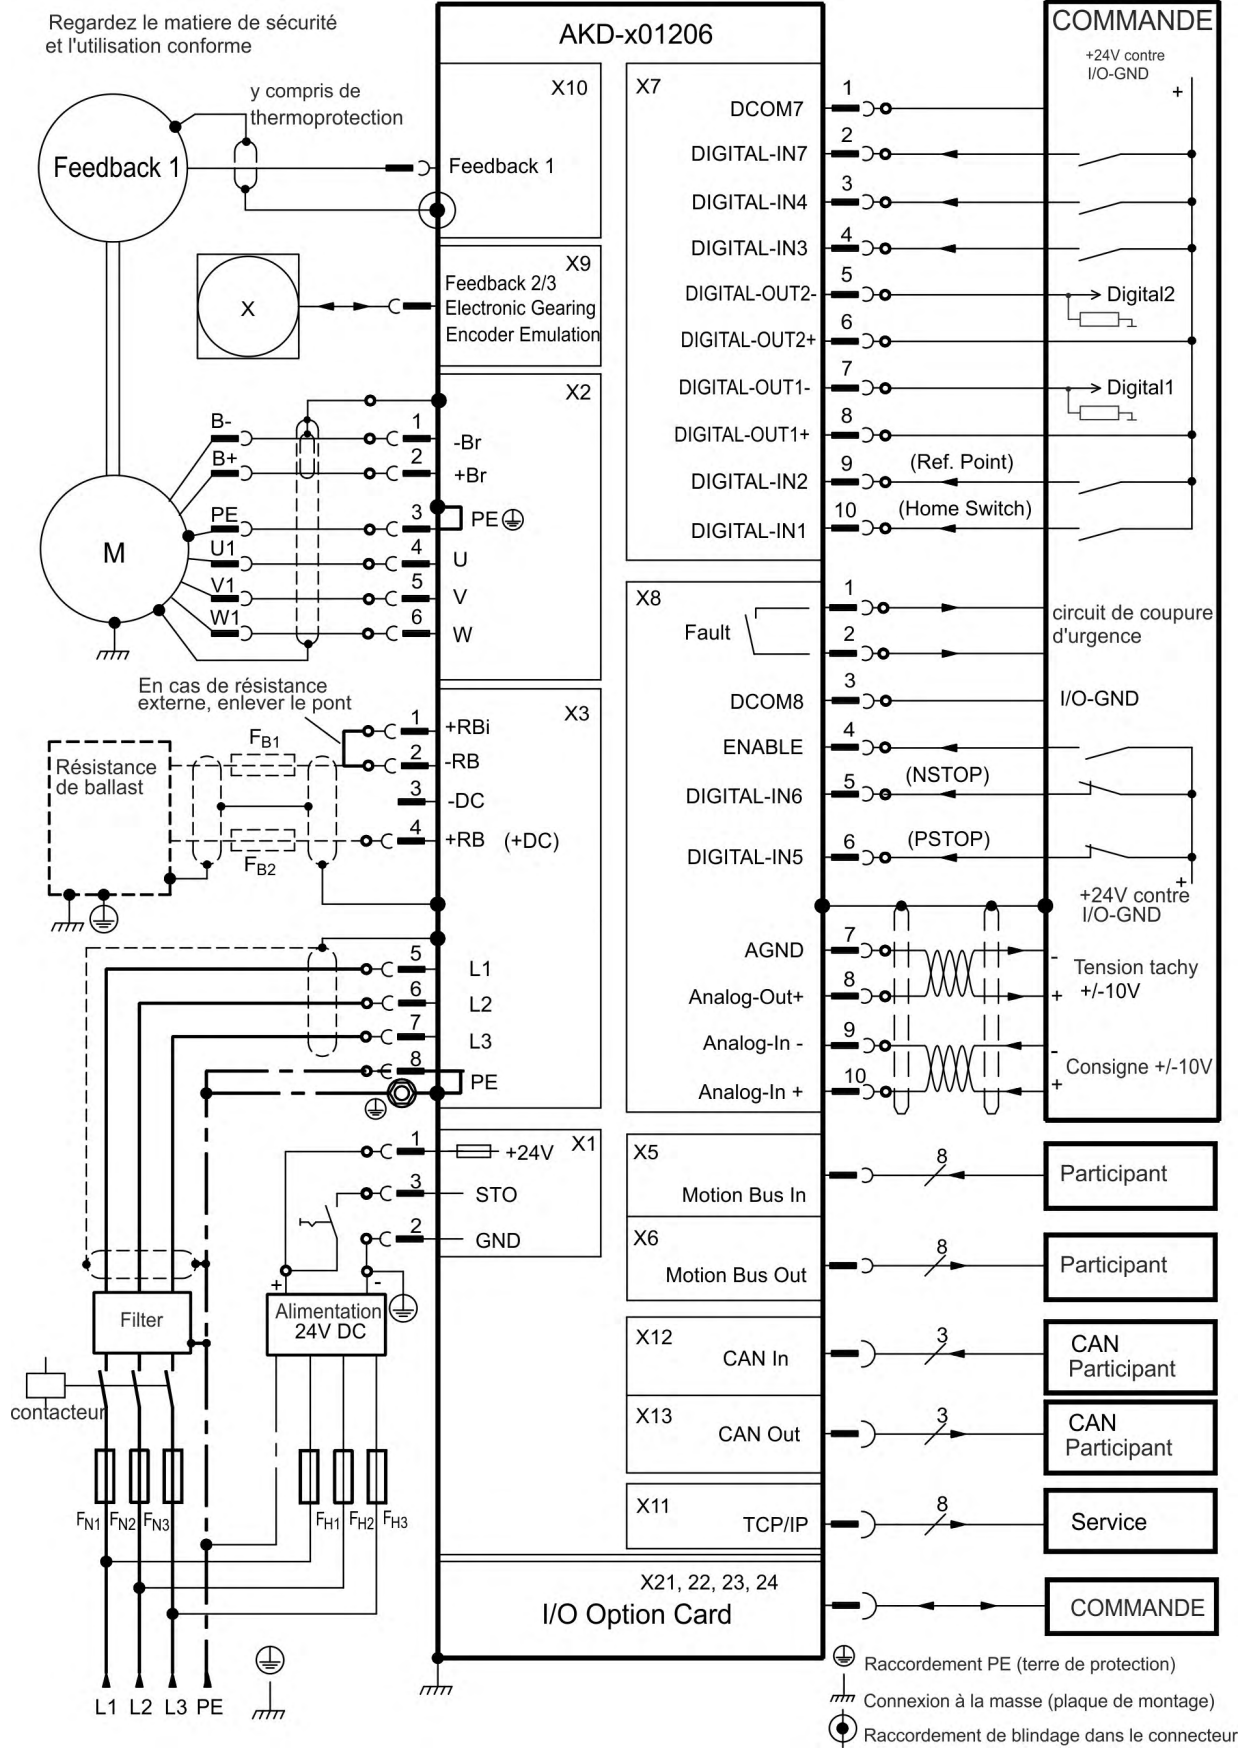 Regardez le matiere de sécurité
et l'utilisation conforme
AKD-x01206
COMMANDE
+24V contre
I/O-GND
+
X10
y compris de
thermoprotection
Feedback 1
Feedback 1
X9
X
Feedback 2/3
Electronic Gearing
Encoder Emulation
X2
B-
1
-Br
B+
2
+Br
PE
3
PE
M
U1
4
U
V1
5
V
W1
6
W
En cas de résistance
externe, enlever le pont
X3
1
+RBi
FB1
2
-RB
Résistance
de ballast
3
-DC
4
+RB (+DC)
FB2
5
L1
6
L2
7
L3
8
PE
X1
1
+24V
3
STO
2
GND
+
-
Alimentation
24V DC
Filter
contacteur
FN1 FN2 FN3
FH1 FH2 FH3
L1 L2 L3 PE
X7
DCOM7
1
DIGITAL-IN7
2
DIGITAL-IN4
3
DIGITAL-IN3
4
DIGITAL-OUT2-
5
Digital2
DIGITAL-OUT2+
6
DIGITAL-OUT1-
7
Digital1
DIGITAL-OUT1+
8
DIGITAL-IN2
9
(Ref. Point)
DIGITAL-IN1
10
(Home Switch)
X8
Fault
1
2
circuit de coupure
d'urgence
DCOM8
3
I/O-GND
ENABLE
4
DIGITAL-IN6
5
(NSTOP)
DIGITAL-IN5
6
(PSTOP)
+
+24V contre
I/O-GND
AGND
7
-
Tension tachy
+/-10V
Analog-Out+
8
+
Analog-In -
9
-
Consigne +/-10V
Analog-In +
10
+
X5
Motion Bus In
8
Participant
X6
Motion Bus Out
8
Participant
X12
CAN In
3
CAN
Participant
X13
CAN Out
3
CAN
Participant
X11
TCP/IP
8
Service
X21, 22, 23, 24
I/O Option Card
COMMANDE
Raccordement PE (terre de protection)
Connexion à la masse (plaque de montage)
Raccordement de blindage dans le connecteur